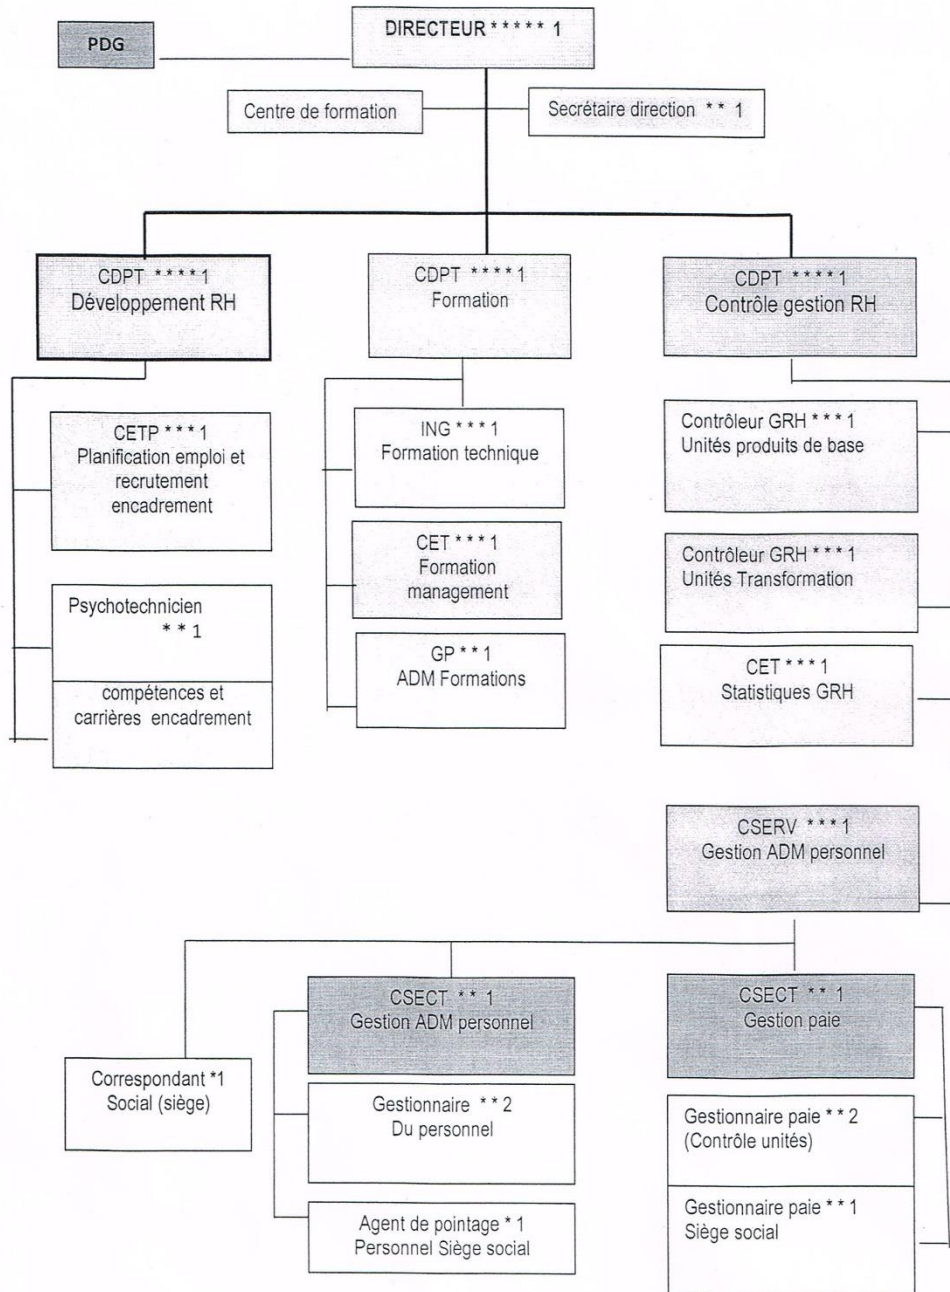 PDG
DIRECTEUR * * * * * 1
Centre de formation
Secrétaire direction * * 1
CDPT * * * * 1
Développement RH
CDPT * * * * 1
Formation
CDPT * * * * 1
Contrôle gestion RH
CETP * * * 1
Planification emploi et
recrutement
encadrement
Psychotechnicien
* * 1
compétences et
carrières encadrement
ING * * * 1
Formation technique
CET * * * 1
Formation
management
GP * * 1
ADM Formations
Contrôleur GRH * * * 1
Unités produits de base
Contrôleur GRH * * * 1
Unités Transformation
CET * * * 1
Statistiques GRH
CSERV * * * 1
Gestion ADM personnel
CSECT * * 1
Gestion ADM personnel
CSECT * * 1
Gestion paie
Correspondant *1
Social (siège)
Gestionnaire * * 2
Du personnel
Agent de pointage * 1
Personnel Siège social
Gestionnaire paie * * 2
(Contrôle unités)
Gestionnaire paie * * 1
Siège social